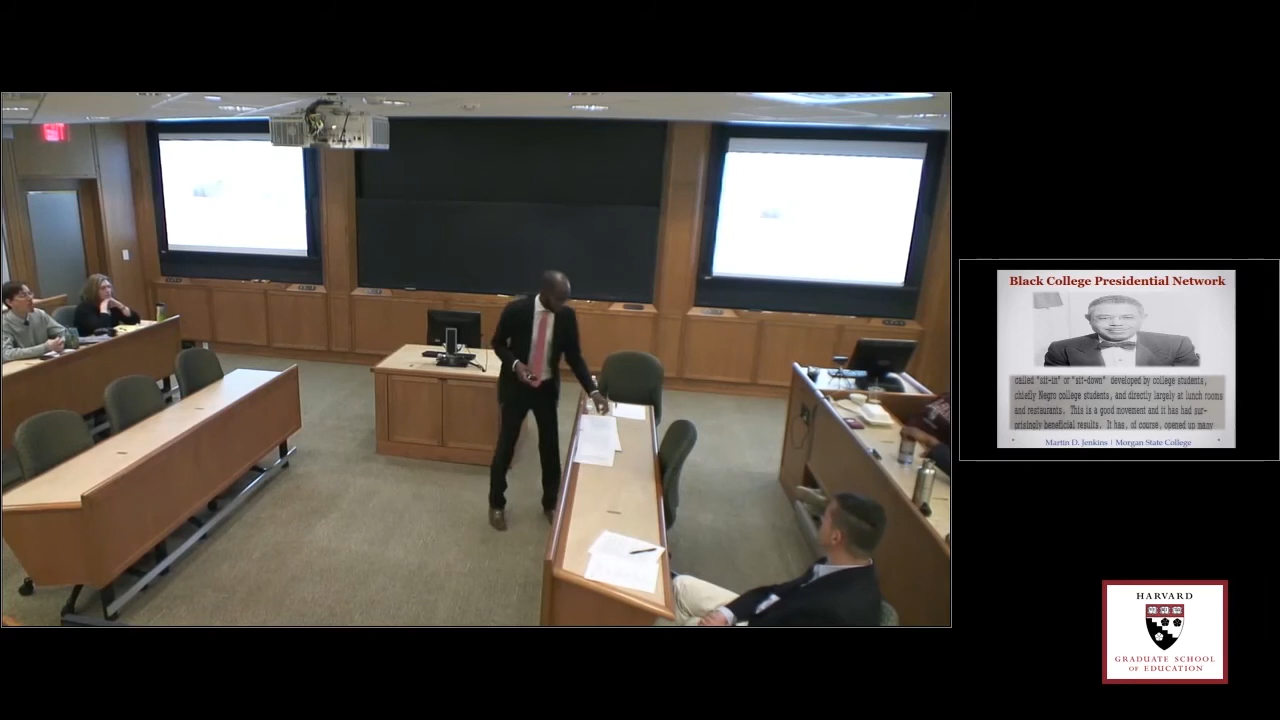 Black College Presidential Network
called "sit-in" or "sit-down" developed by college students,
chiefly Negro college students, and directly largely at lunch rooms
and restaurants. This is a good movement and it has had sur-
prisingly beneficial results. It has, of course, opened up many
Martin D. Jenkins | Morgan State College
HARVARD
GRADUATE SCHOOL
OF EDUCATION